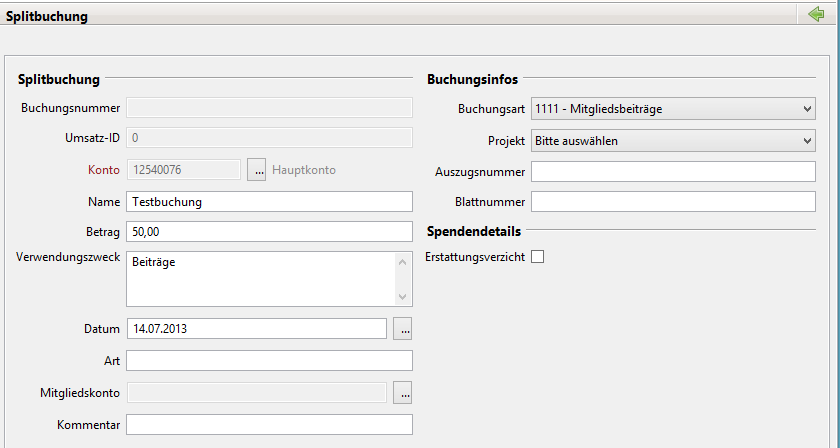 Splitbuchung
Splitbuchung
Buchungsnummer
Umsatz-ID 0
Konto 12540076 ... Hauptkonto
Name Testbuchung
Betrag 50,00
Verwendungszweck Beiträge
Datum 14.07.2013 ...
Art
Mitgliedskonto ...
Kommentar
Buchungsinfos
Buchungsart 1111 - Mitgliedsbeiträge
Projekt Bitte auswählen
Auszugsnummer
Blattnummer
Spendendetails
Erstattungsverzicht